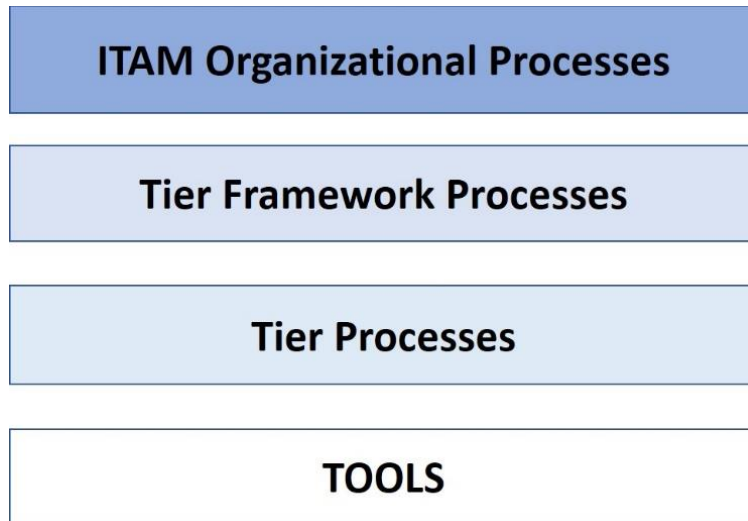 ITAM Organizational Processes
Tier Framework Processes
Tier Processes
TOOLS